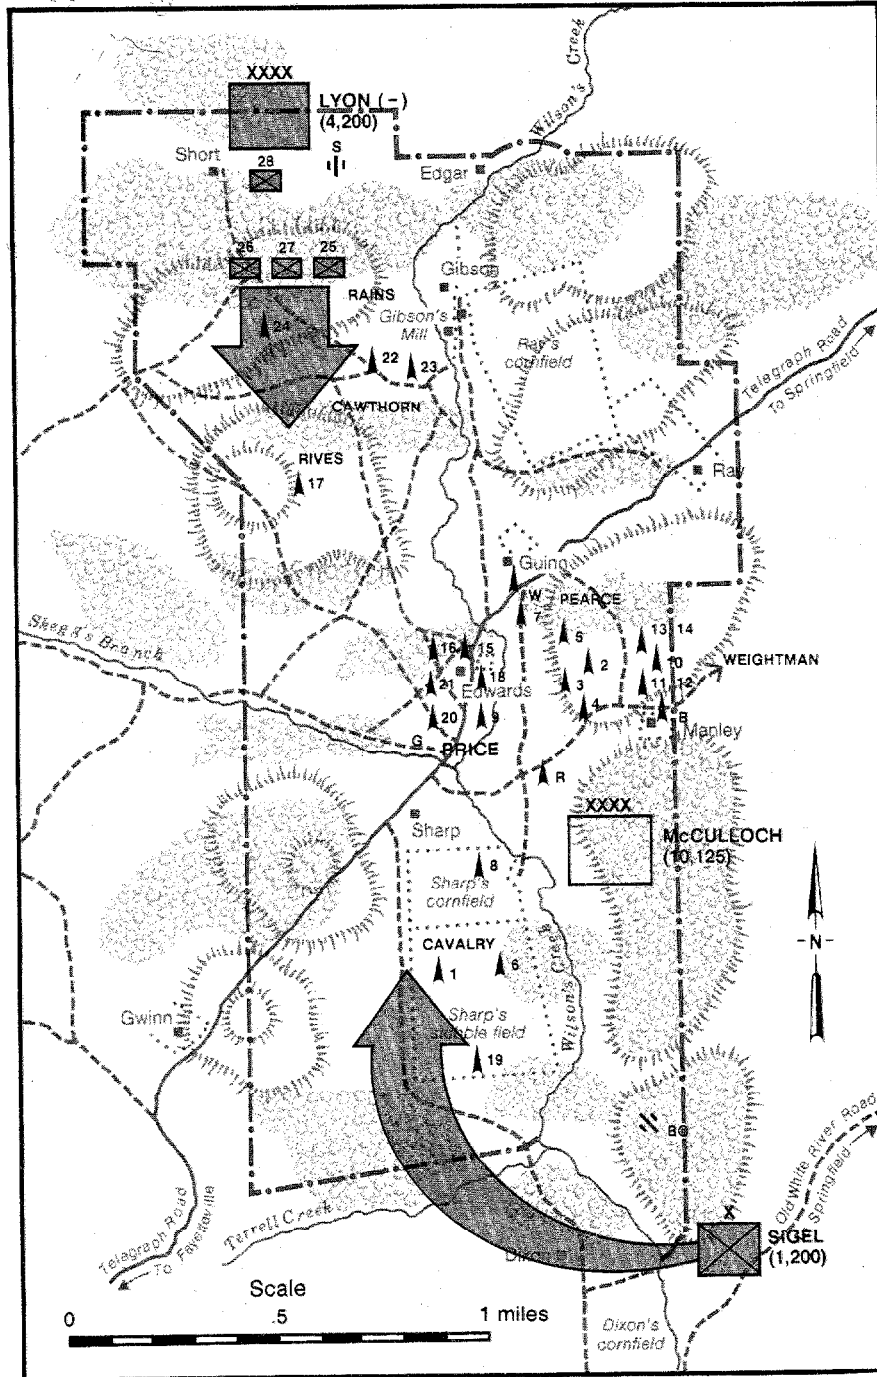 XXXX
LYON (-)
(4,200)
Wilson's
Creek
Short
28
S
Edgar
26
27
25
Gibson
RAINS
24
Gibson's
Mill
Ray's
cornfield
22
23
CAWTHORN
Telegraph Road
To Springfield
RIVES
17
Ray
Guinn
W
7
PEARCE
Skegg's Branch
16
15
5
13
14
2
10
WEIGHTMAN
21
Edwards
18
3
11
12
20
9
4
B
Manley
G
PRICE
R
XXXX
McCULLOCH
(10,125)
Sharp
8
Sharp's
cornfield
-N-
CAVALRY
1
6
Creek
Wilson's
Gwinn
Sharp's
stubble field
19
B@
Old White River Road
Springfield
X
Terrell Creek
SIGEL
(1,200)
Telegraph Road
To Fayetteville
Dixon
Scale
0
.5
1 miles
Dixon's
cornfield